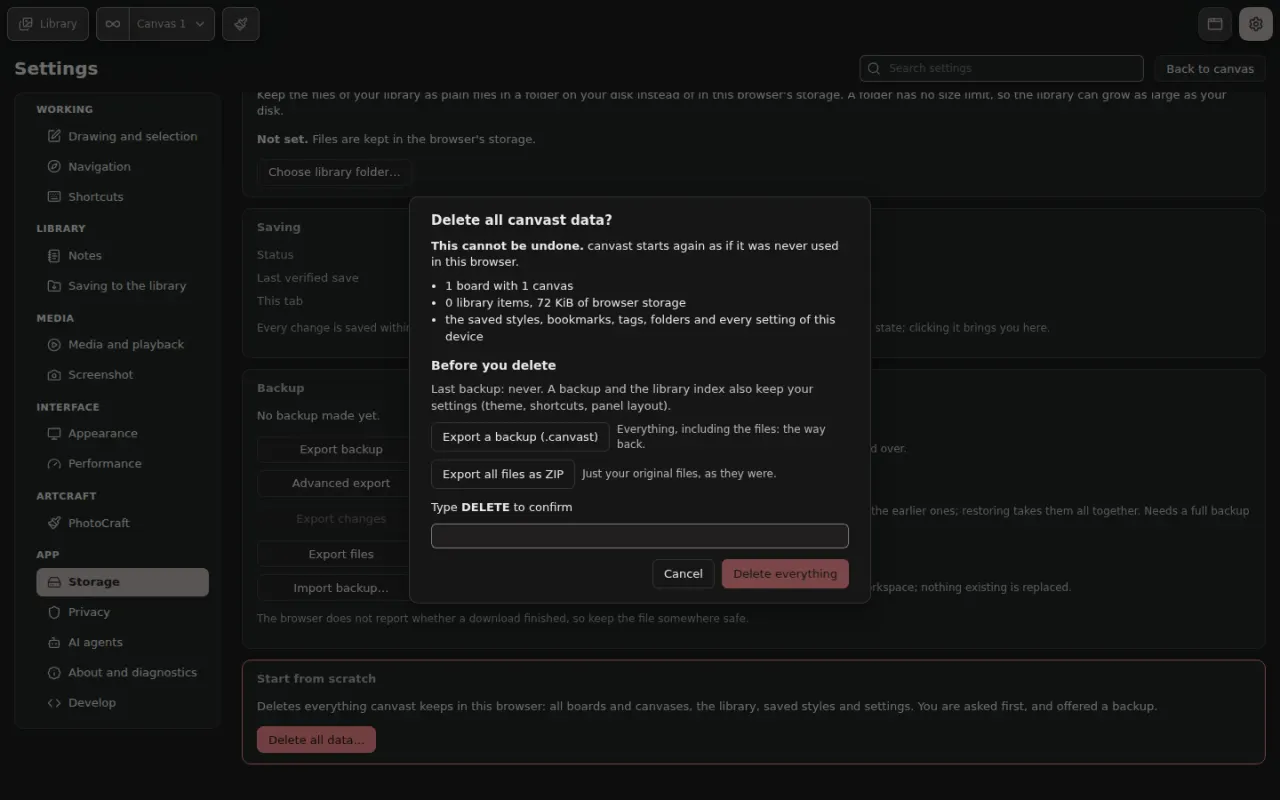 Library
Canvas 1
Settings
Search settings
Back to canvas
WORKING
Drawing and selection
Navigation
Shortcuts
LIBRARY
Notes
Saving to the library
MEDIA
Media and playback
Screenshot
INTERFACE
Appearance
Performance
ARTCRAFT
PhotoCraft
APP
Storage
Privacy
AI agents
About and diagnostics
Develop
Keep the files of your library as plain files in a folder on your disk instead of in this browser's storage. A folder has no size limit, so the library can grow as large as your
disk.
Not set. Files are kept in the browser's storage.
Choose library folder...
Saving
Status
Last verified save
This tab
Every change is saved within
state; clicking it brings you here.
Backup
No backup made yet.
Export backup
d over.
Advanced export
Export changes
the earlier ones; restoring takes them all together. Needs a full backup
Export files
Import backup...
rkspace; nothing existing is replaced.
The browser does not report whether a download finished, so keep the file somewhere safe.
Start from scratch
Deletes everything canvast keeps in this browser: all boards and canvases, the library, saved styles and settings. You are asked first, and offered a backup.
Delete all data...
Delete all canvast data?
This cannot be undone. canvast starts again as if it was never used
in this browser.
• 1 board with 1 canvas
• 0 library items, 72 KiB of browser storage
• the saved styles, bookmarks, tags, folders and every setting of this
device
Before you delete
Last backup: never. A backup and the library index also keep your
settings (theme, shortcuts, panel layout).
Export a backup (.canvast)
Everything, including the files: the way
back.
Export all files as ZIP
Just your original files, as they were.
Type DELETE to confirm
Cancel
Delete everything